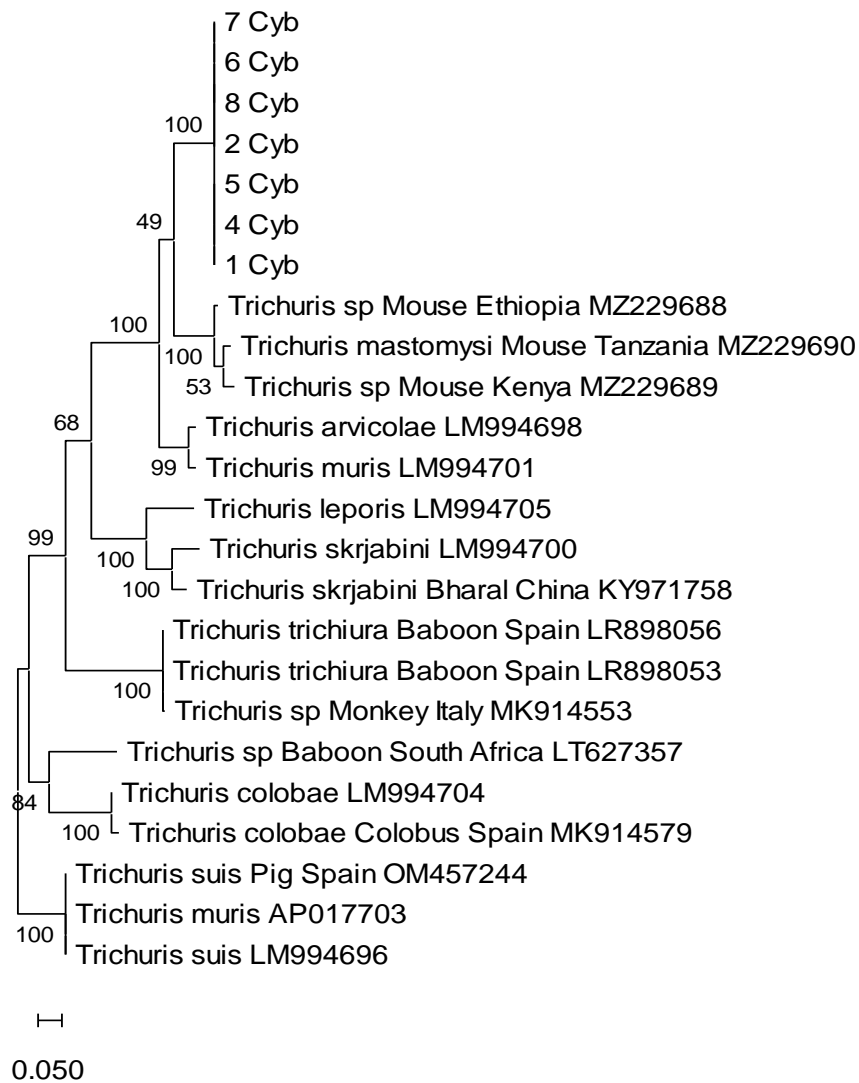 7 Cyb
6 Cyb
8 Cyb
100
2 Cyb
5 Cyb
49
4 Cyb
1 Cyb
Trichuris sp Mouse Ethiopia MZ229688
100
Trichuris mastomysi Mouse Tanzania MZ229690
100
53
Trichuris sp Mouse Kenya MZ229689
68
Trichuris arvicolae LM994698
99
Trichuris muris LM994701
Trichuris leporis LM994705
99
Trichuris skrjabini LM994700
100
100
Trichuris skrjabini Bharal China KY971758
Trichuris trichiura Baboon Spain LR898056
Trichuris trichiura Baboon Spain LR898053
100
Trichuris sp Monkey Italy MK914553
Trichuris sp Baboon South Africa LT627357
84
Trichuris colobae LM994704
100
Trichuris colobae Colobus Spain MK914579
Trichuris suis Pig Spain OM457244
Trichuris muris AP017703
100
Trichuris suis LM994696
0.050